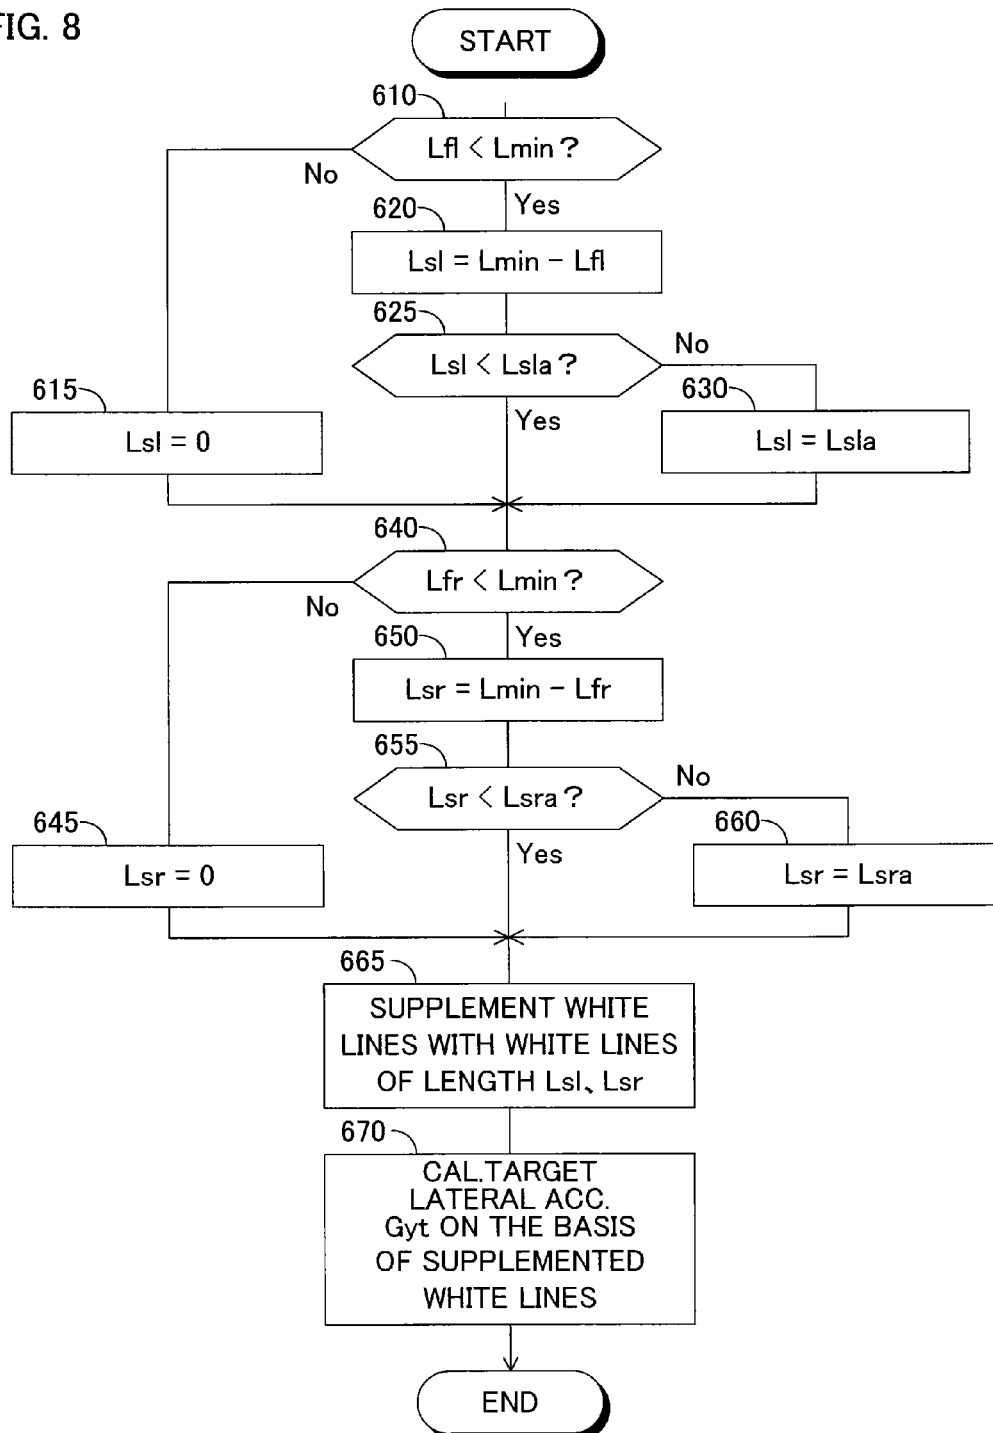 FIG. 8
START
610
Lfl < Lmin ?
No
Yes
620
Lsl = Lmin − Lfl
625
Lsl < Lsla ?
No
Yes
615
Lsl = 0
630
Lsl = Lsla
640
Lfr < Lmin ?
No
Yes
650
Lsr = Lmin − Lfr
655
Lsr < Lsra ?
No
Yes
645
Lsr = 0
660
Lsr = Lsra
665
SUPPLEMENT WHITE
LINES WITH WHITE LINES
OF LENGTH Lsl、Lsr
670
CAL.TARGET
LATERAL ACC.
Gyt ON THE BASIS
OF SUPPLEMENTED
WHITE LINES
END